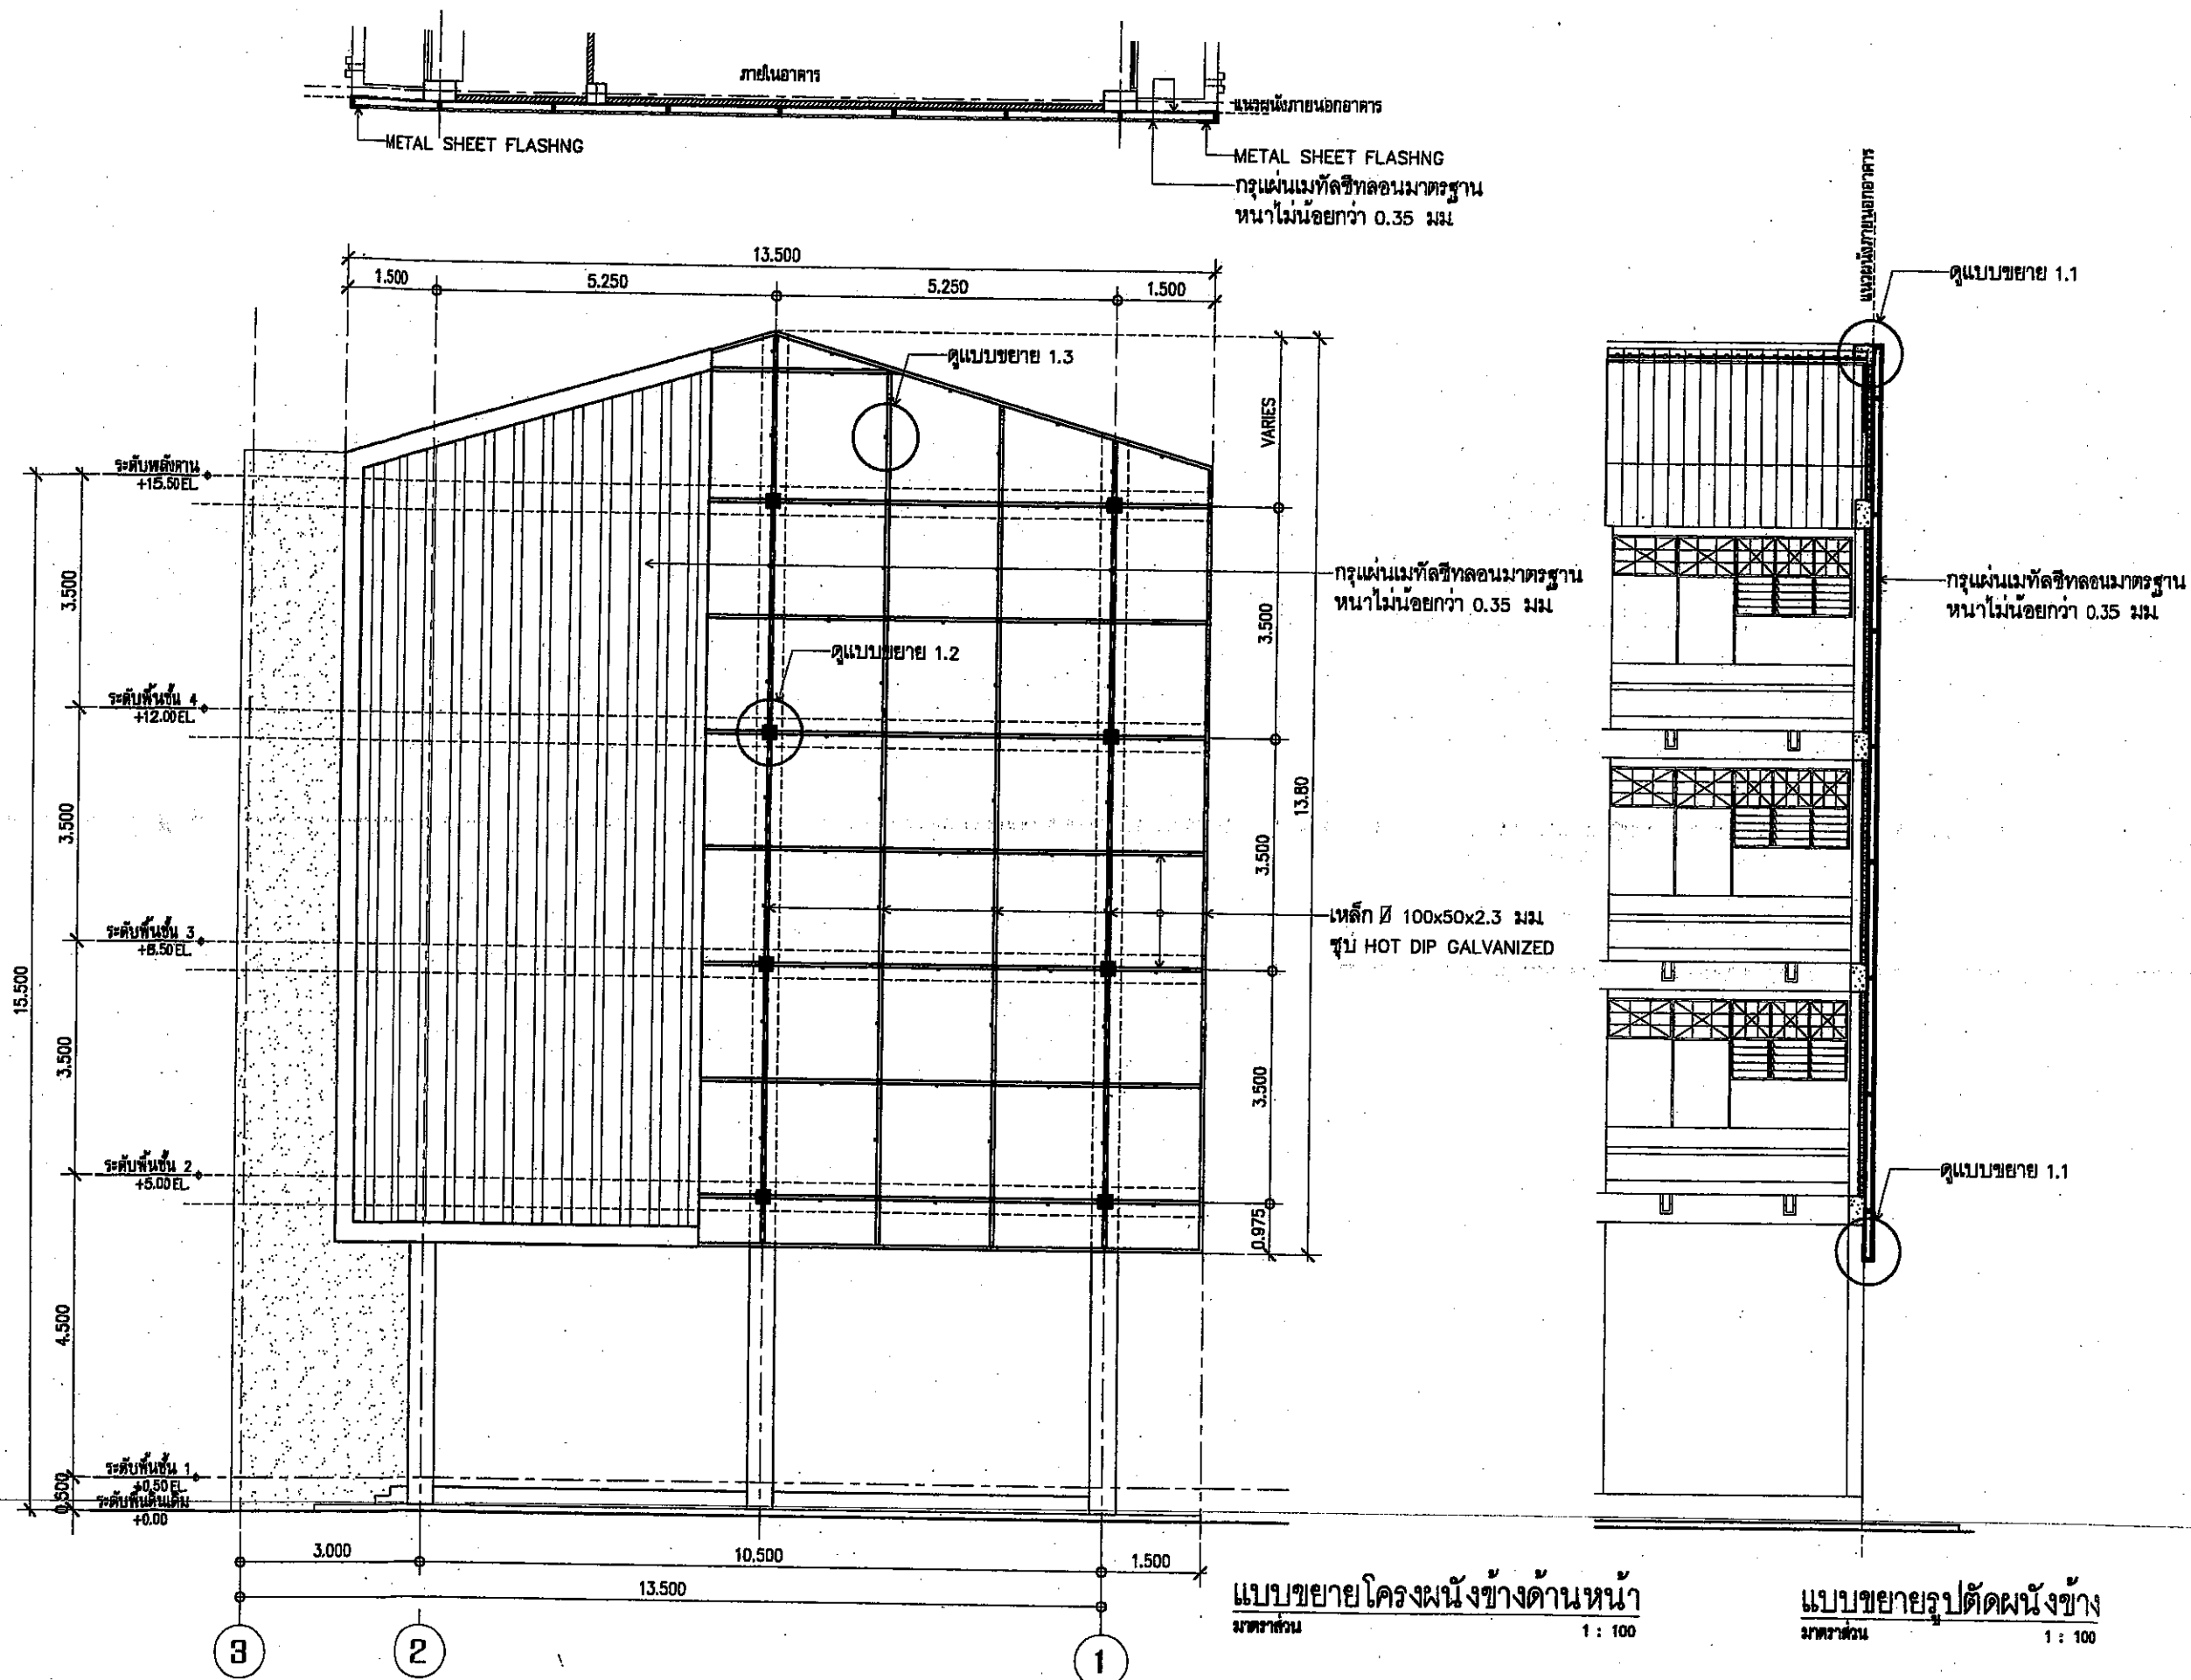 ภายในอาคาร
แนวผนังภายนอกอาคาร
METAL SHEET FLASHNG
METAL SHEET FLASHNG
กรุแผ่นเมทัลชีทลอนมาตรฐาน
หนาไม่น้อยกว่า 0.35 มม.
แนวผนังภายนอกอาคาร
13.500
1.500
5.250
5.250
1.500
ดูแบบขยาย 1.1
ดูแบบขยาย 1.3
VARIES
ระดับหลังคาน
+15.50EL.
3.500
กรุแผ่นเมทัลชีทลอนมาตรฐาน
หนาไม่น้อยกว่า 0.35 มม.
กรุแผ่นเมทัลชีทลอนมาตรฐาน
หนาไม่น้อยกว่า 0.35 มม.
3.500
ดูแบบขยาย 1.2
ระดับพื้นชั้น 4
+12.00EL.
3.500
13.80
3.500
เหล็ก 100x50x2.3 มม.
ชุบ HOT DIP GALVANIZED
ระดับพื้นชั้น 3
+8.50EL.
15.500
3.500
3.500
ระดับพื้นชั้น 2
+5.00EL.
ดูแบบขยาย 1.1
0.975
4.500
ระดับพื้นชั้น 1
+0.50EL.
0.500
ระดับพื้นดินเดิม
+0.00
3.000
10.500
1.500
13.500
3
2
1
แบบขยายโครงผนังข้างด้านหน้า
มาตราส่วน 1 : 100
แบบขยายรูปตัดผนังข้าง
มาตราส่วน 1 : 100